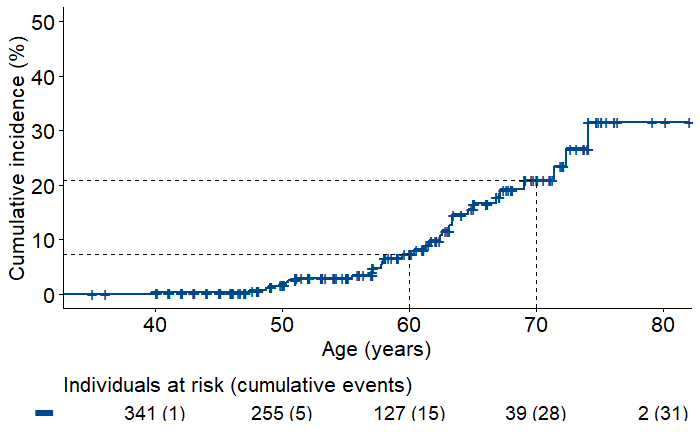 Cumulative incidence (%)
50
40
30
20
10
0
40 50 60 70 80
Age (years)
Individuals at risk (cumulative events)
341 (1) 255 (5) 127 (15) 39 (28) 2 (31)